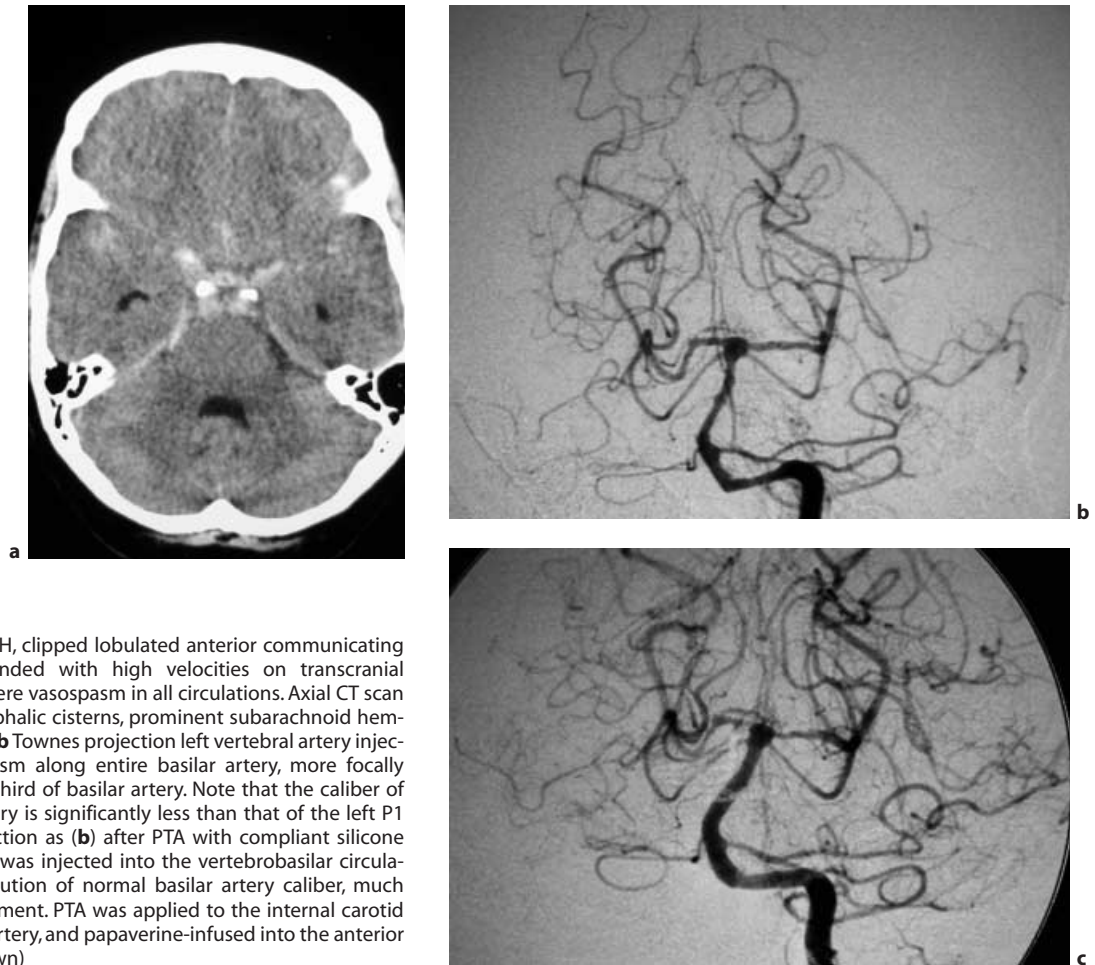 b
a
H, clipped lobulated anterior communicating
nded with high velocities on transcranial
ere vasospasm in all circulations. Axial CT scan
phalic cisterns, prominent subarachnoid hem-
b Townes projection left vertebral artery injec-
sm along entire basilar artery, more focally
hird of basilar artery. Note that the caliber of
ry is significantly less than that of the left P1
ction as (b) after PTA with compliant silicone
was injected into the vertebrobasilar circula-
ution of normal basilar artery caliber, much
ment. PTA was applied to the internal carotid
rtery, and papaverine-infused into the anterior
wn)
c